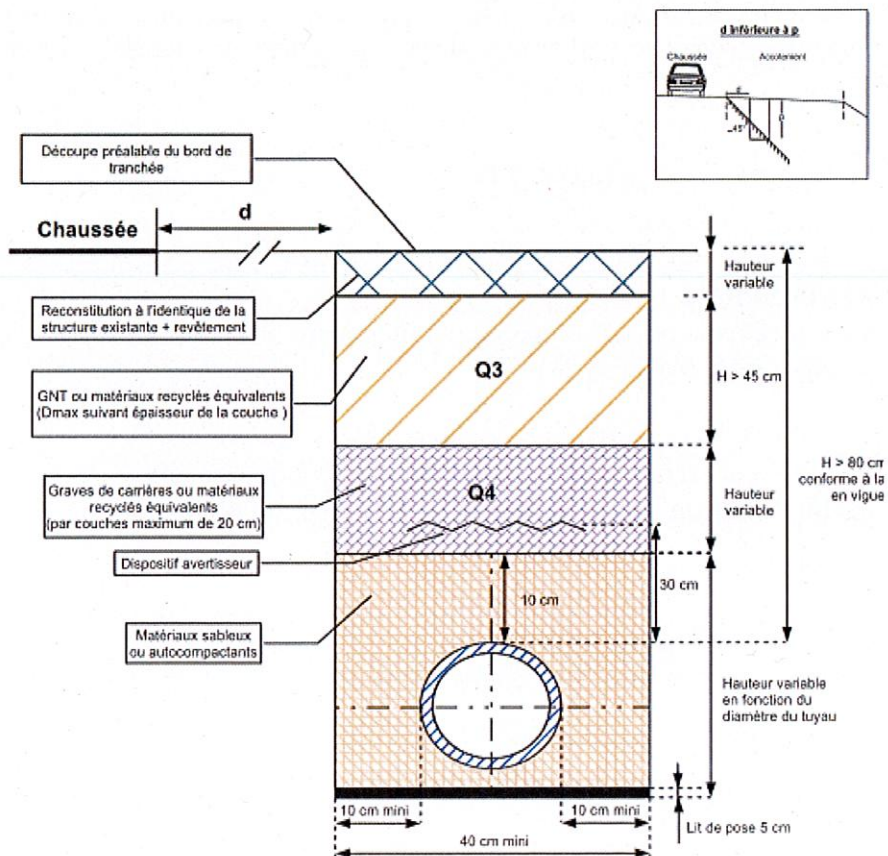 d inférieure à p
Chaussée
Accotement
d
45°
Découpe préalable du bord de
tranchée
Chaussée
d
Hauteur
variable
Reconstitution à l'identique de la
structure existante + revêtement
Q3
H > 45 cm
GNT ou matériaux recyclés équivalents
(Dmax suivant épaisseur de la couche )
H > 80 cm
conforme à la
en vigue
Graves de carrières ou matériaux
recyclés équivalents
(par couches maximum de 20 cm)
Q4
Hauteur
variable
Dispositif avertisseur
10 cm
30 cm
Matériaux sableux
ou autocompactants
Hauteur variable
en fonction du
diamètre du tuyau
10 cm mini
10 cm mini
Lit de pose 5 cm
40 cm mini